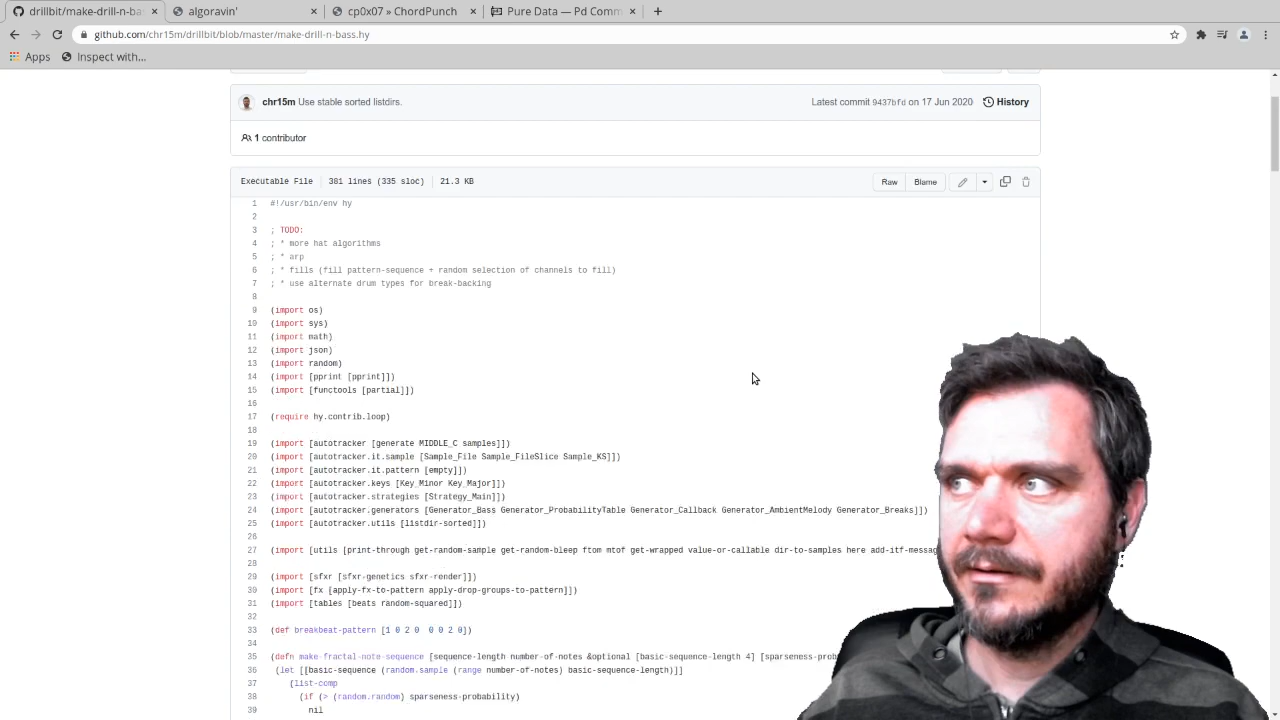 drillbit/make-drill-n-bas
algoravin'
cp0x07 » ChordPunch
Pure Data — Pd Comm
github.com/chr15m/drillbit/blob/master/make-drill-n-bass.hy
Apps
Inspect with...
chr15m Use stable sorted listdirs.
Latest commit 9437bfd on 17 Jun 2020
History
1 contributor
Executable File
381 lines (335 sloc)
21.3 KB
Raw
Blame
1 #!/usr/bin/env hy
2
3 ; TODO:
4 ; * more hat algorithms
5 ; * arp
6 ; * fills (fill pattern-sequence + random selection of channels to fill)
7 ; * use alternate drum types for break-backing
8
9 (import os)
10 (import sys)
11 (import math)
12 (import json)
13 (import random)
14 (import [pprint [pprint]])
15 (import [functools [partial]])
16
17 (require hy.contrib.loop)
18
19 (import [autotracker [generate MIDDLE_C samples]])
20 (import [autotracker.it.sample [Sample_File Sample_FileSlice Sample_KS]])
21 (import [autotracker.it.pattern [empty]])
22 (import [autotracker.keys [Key_Minor Key_Major]])
23 (import [autotracker.strategies [Strategy_Main]])
24 (import [autotracker.generators [Generator_Bass Generator_ProbabilityTable Generator_Callback Generator_AmbientMelody Generator_Breaks]])
25 (import [autotracker.utils [listdir-sorted]])
26
27 (import [utils [print-through get-random-sample get-random-bleep ftom mtof get-wrapped value-or-callable dir-to-samples here add-itf-messag
28
29 (import [sfxr [sfxr-genetics sfxr-render]])
30 (import [fx [apply-fx-to-pattern apply-drop-groups-to-pattern]])
31 (import [tables [beats random-squared]])
32
33 (def breakbeat-pattern [1 0 2 0 0 0 2 0])
34
35 (defn make-fractal-note-sequence [sequence-length number-of-notes &optional [basic-sequence-length 4] [sparseness-prob
36 (let [[basic-sequence (random.sample (range number-of-notes) basic-sequence-length)]]
37 (list-comp
38 (if (> (random.random) sparseness-probability)
39 nil